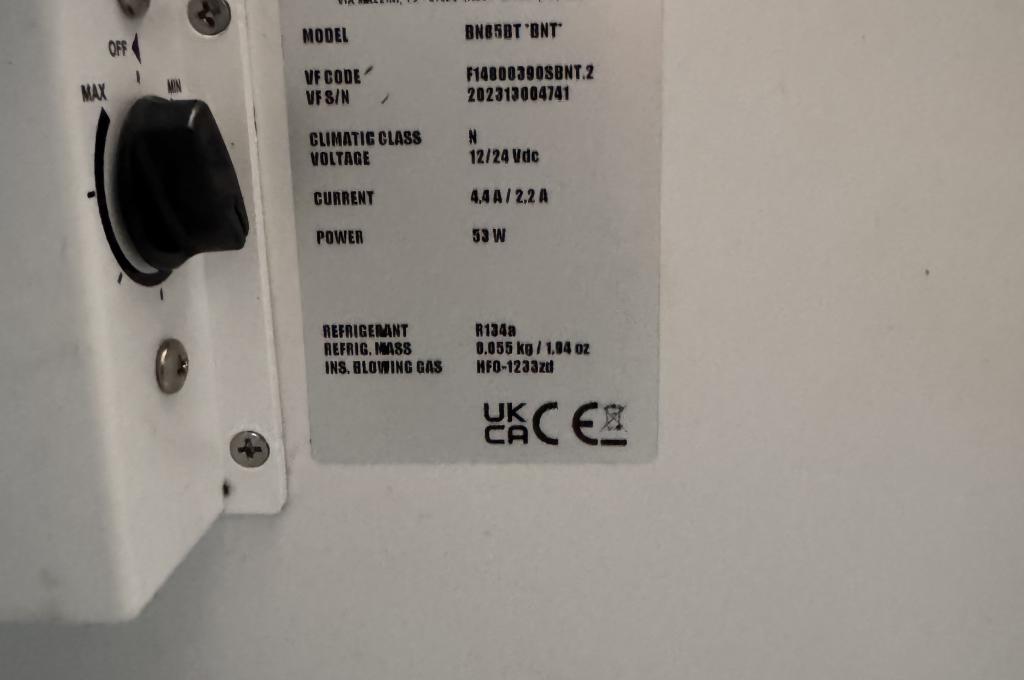 OFF
MAX
MIN
MODEL BN85BT "BNT"
VF CODE F14800390SBNT.2
VF S/N 202313004741
CLIMATIC CLASS N
VOLTAGE 12/24 Vdc
CURRENT 4,4 A / 2,2 A
POWER 53 W
REFRIGERANT R134a
REFRIG. MASS 0.055 kg / 1.94 oz
INS. BLOWING GAS HFO-1233zd
UK
CA CE